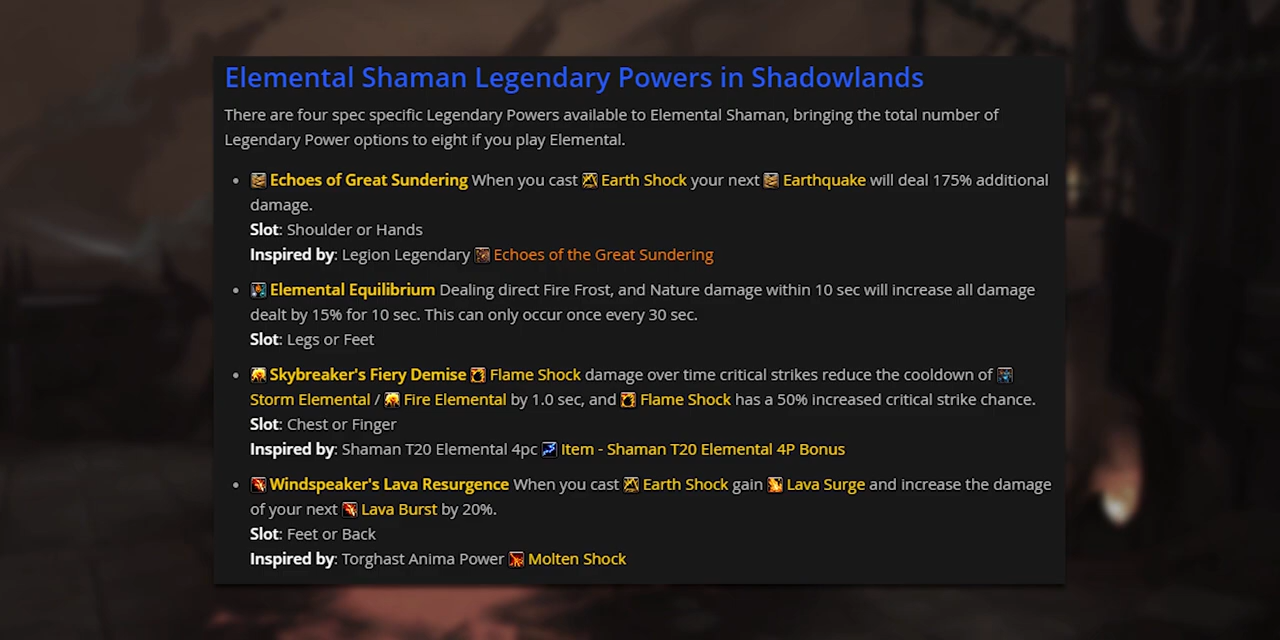 Elemental Shaman Legendary Powers in Shadowlands
There are four spec specific Legendary Powers available to Elemental Shaman, bringing the total number of
Legendary Power options to eight if you play Elemental.
• Echoes of Great Sundering When you cast Earth Shock your next Earthquake will deal 175% additional
damage.
Slot: Shoulder or Hands
Inspired by: Legion Legendary Echoes of the Great Sundering
• Elemental Equilibrium Dealing direct Fire Frost, and Nature damage within 10 sec will increase all damage
dealt by 15% for 10 sec. This can only occur once every 30 sec.
Slot: Legs or Feet
• Skybreaker's Fiery Demise Flame Shock damage over time critical strikes reduce the cooldown of
Storm Elemental / Fire Elemental by 1.0 sec, and Flame Shock has a 50% increased critical strike chance.
Slot: Chest or Finger
Inspired by: Shaman T20 Elemental 4pc Item - Shaman T20 Elemental 4P Bonus
• Windspeaker's Lava Resurgence When you cast Earth Shock gain Lava Surge and increase the damage
of your next Lava Burst by 20%.
Slot: Feet or Back
Inspired by: Torghast Anima Power Molten Shock